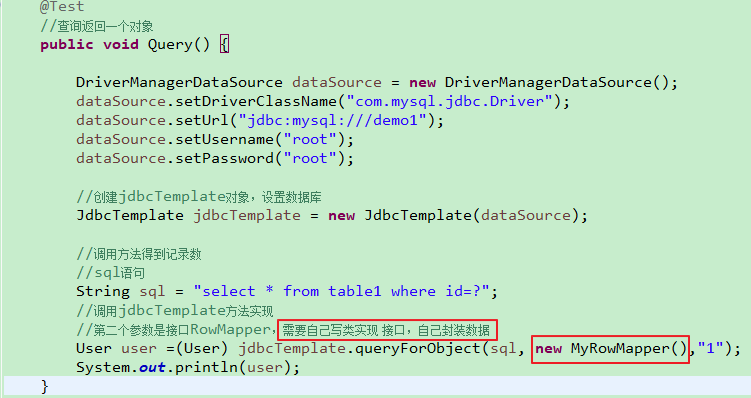 @Test
//查询返回一个对象
public void Query() {
DriverManagerDataSource dataSource = new DriverManagerDataSource();
dataSource.setDriverClassName("com.mysql.jdbc.Driver");
dataSource.setUrl("jdbc:mysql:///demo1");
dataSource.setUsername("root");
dataSource.setPassword("root");
//创建jdbcTemplate对象，设置数据库
JdbcTemplate jdbcTemplate = new JdbcTemplate(dataSource);
//调用方法得到记录数
//sql语句
String sql = "select * from table1 where id=?";
//调用jdbcTemplate方法实现
//第二个参数是接口RowMapper，需要自己写类实现 接口，自己封装数据
User user =(User) jdbcTemplate.queryForObject(sql, new MyRowMapper(),"1");
System.out.println(user);
}